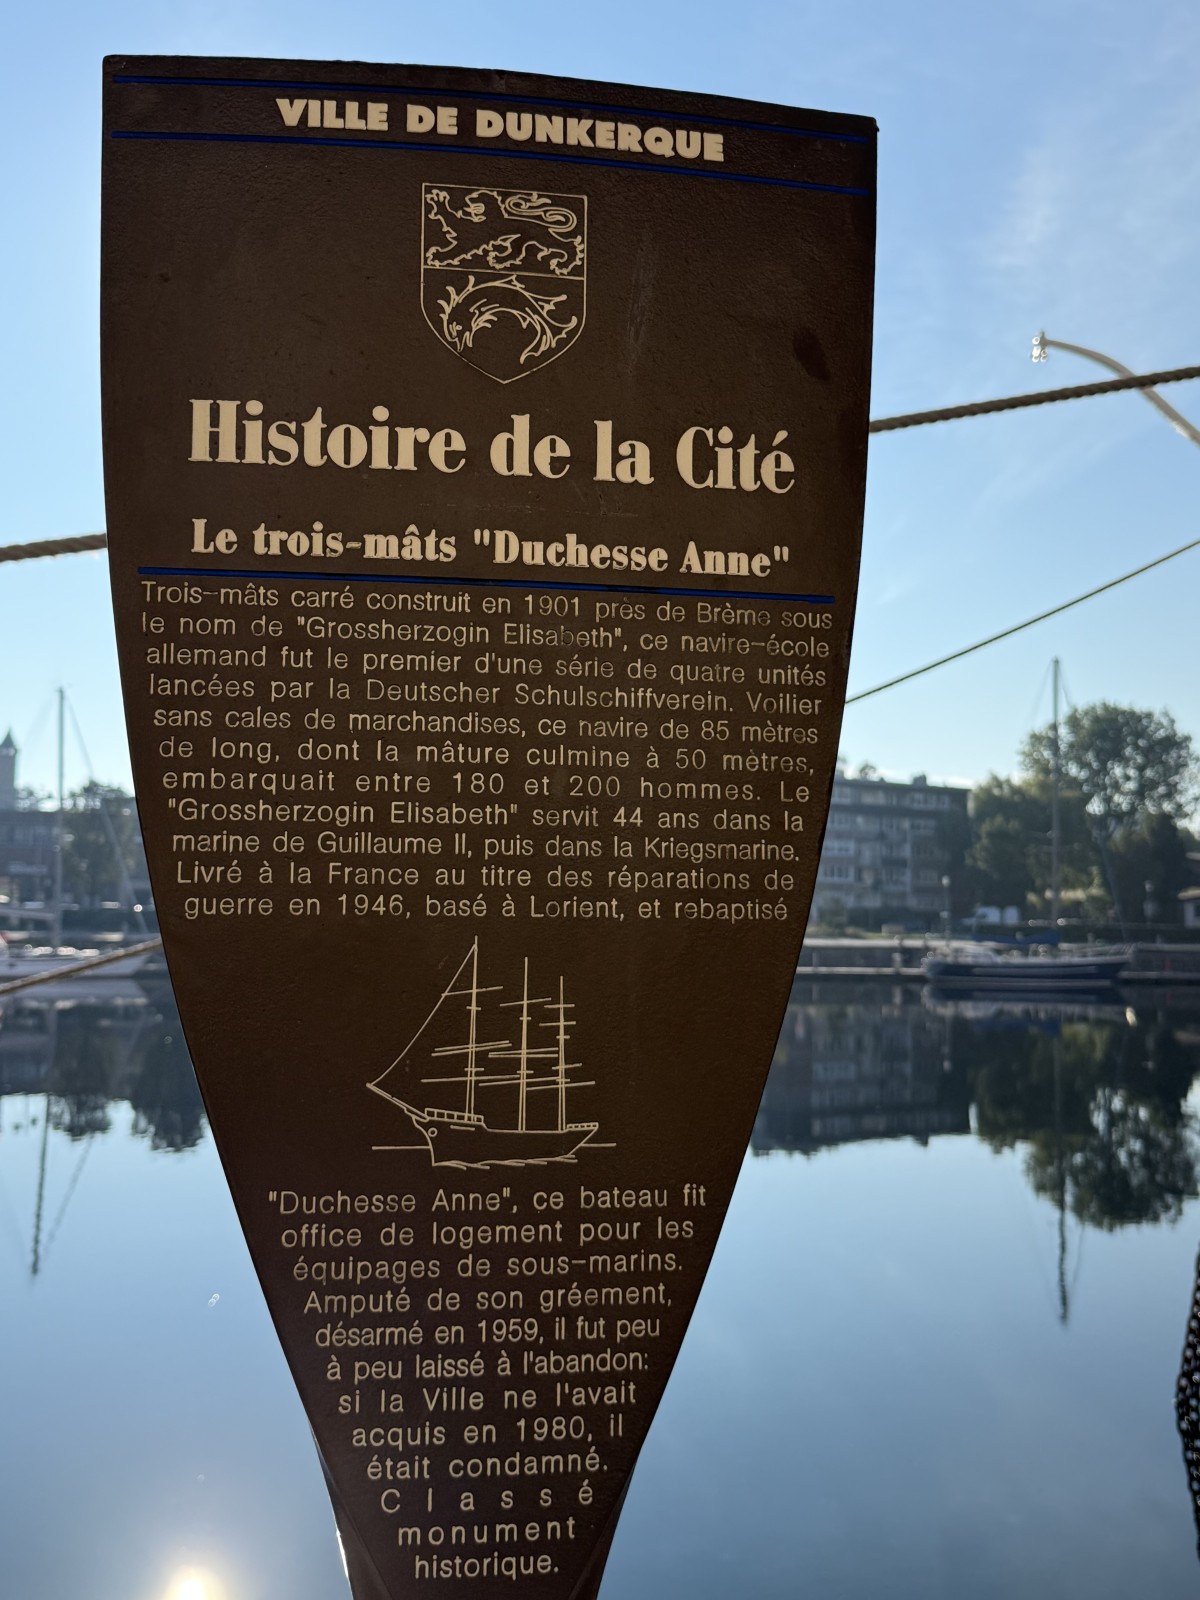 VILLE DE DUNKERQUE
Histoire de la Cité
Le trois-mâts "Duchesse Anne"
Trois-mâts carré construit en 1901 près de Brème sous
le nom de "Grossherzogin Elisabeth", ce navire-école
allemand fut le premier d'une série de quatre unités
lancées par la Deutscher Schulschiffverein. Voilier
sans cales de marchandises, ce navire de 85 mètres
de long, dont la mâture culmine à 50 mètres,
embarquait entre 180 et 200 hommes. Le
"Grossherzogin Elisabeth" servit 44 ans dans la
marine de Guillaume II, puis dans la Kriegsmarine.
Livré à la France au titre des réparations de
guerre en 1946, basé à Lorient, et rebaptisé
"Duchesse Anne", ce bateau fit
office de logement pour les
équipages de sous-marins.
Amputé de son gréement,
désarmé en 1959, il fut peu
à peu laissé à l'abandon:
si la Ville ne l'avait
acquis en 1980, il
était condamné.
Classé
monument
historique.